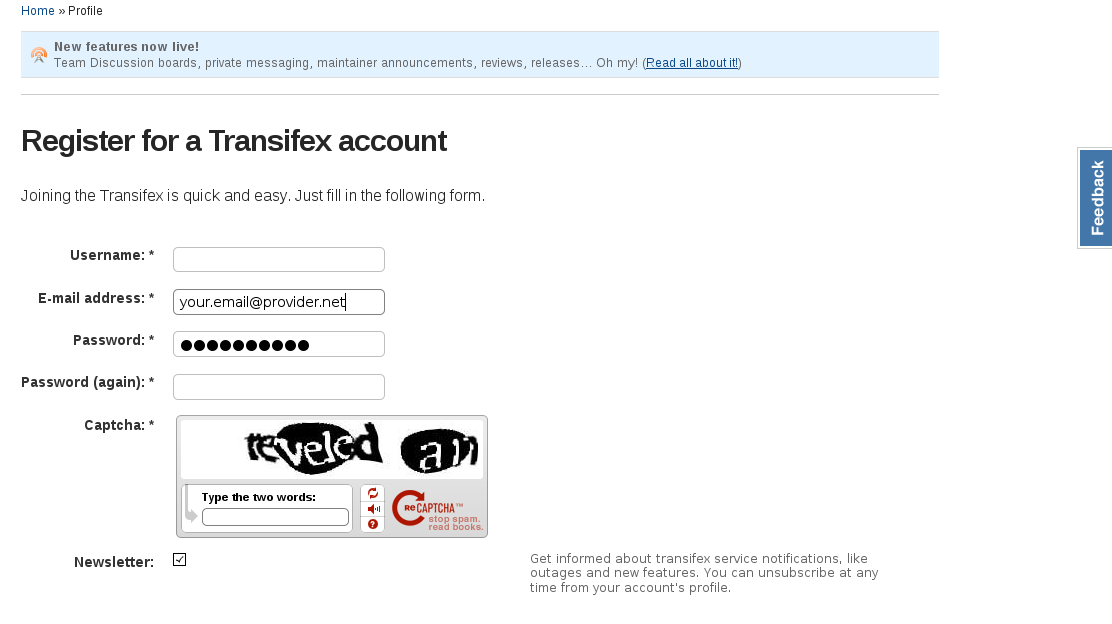 Home » Profile
New features now live!
Team Discussion boards, private messaging, maintainer announcements, reviews, releases... Oh my! (Read all about it!)
Register for a Transifex account
Feedback
Joining the Transifex is quick and easy. Just fill in the following form.
Username: *
E-mail address: * your.email@provider.net
Password: * ●●●●●●●●●●
Password (again): *
Captcha: *
reveled an
Type the two words:
reCAPTCHA™
stop spam.
read books.
Newsletter:
Get informed about transifex service notifications, like
outages and new features. You can unsubscribe at any
time from your account's profile.